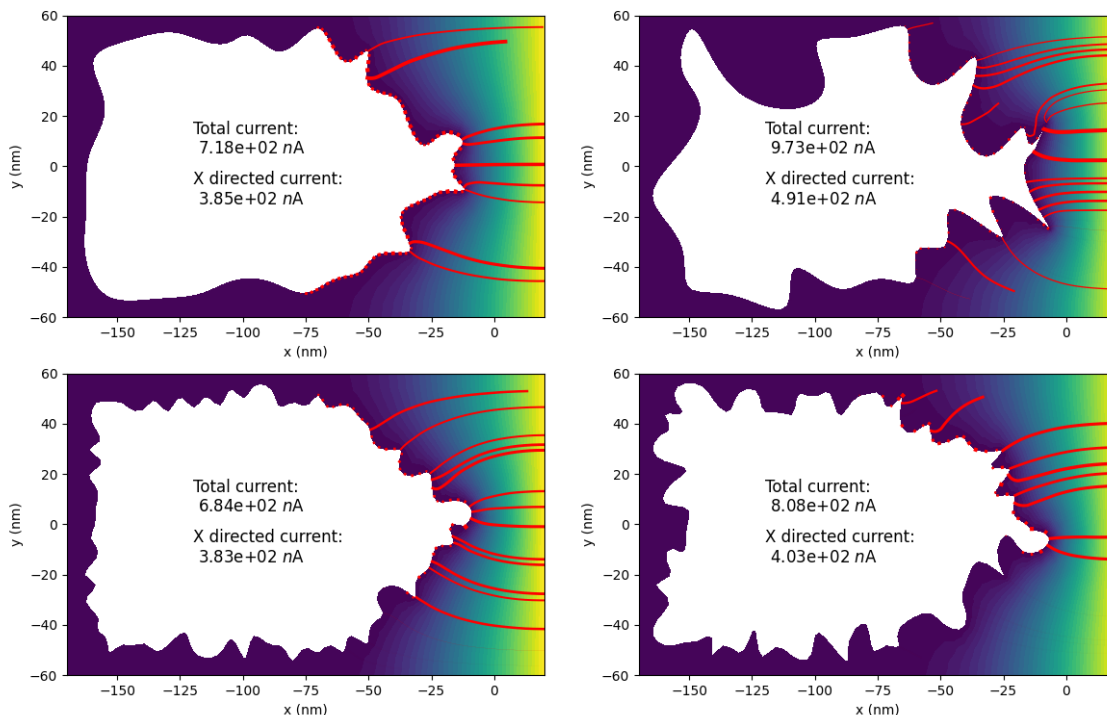 60
40
20
0
−20
−40
−60
y (nm)
−150 −125 −100 −75 −50 −25 0
x (nm)
Total current:
7.18e+02 nA
X directed current:
3.85e+02 nA
60
40
20
0
−20
−40
−60
y (nm)
−150 −125 −100 −75 −50 −25 0
x (nm)
Total current:
9.73e+02 nA
X directed current:
4.91e+02 nA
60
40
20
0
−20
−40
−60
y (nm)
−150 −125 −100 −75 −50 −25 0
x (nm)
Total current:
6.84e+02 nA
X directed current:
3.83e+02 nA
60
40
20
0
−20
−40
−60
y (nm)
−150 −125 −100 −75 −50 −25 0
x (nm)
Total current:
8.08e+02 nA
X directed current:
4.03e+02 nA